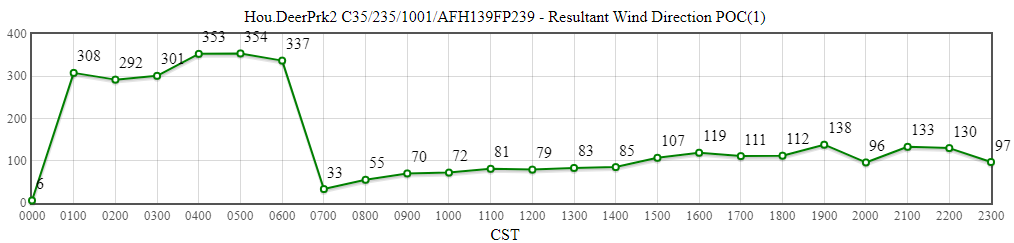 Hou.DeerPrk2 C35/235/1001/AFH139FP239 - Resultant Wind Direction POC(1)
400
300
200
100
0
6 308 292 301 353 354 337 33 55 70 72 81 79 83 85 107 119 111 112 138 96 133 130 97
0000 0100 0200 0300 0400 0500 0600 0700 0800 0900 1000 1100 1200 1300 1400 1500 1600 1700 1800 1900 2000 2100 2200 2300
CST